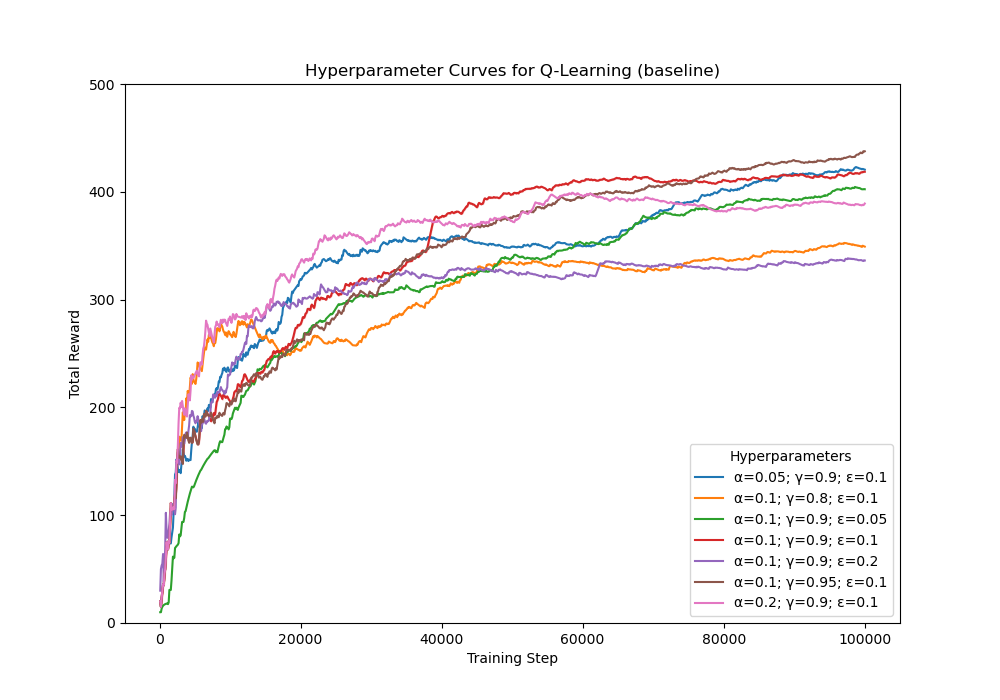 Hyperparameter Curves for Q-Learning (baseline)
Total Reward
500
400
300
200
100
0
0 20000 40000 60000 80000 100000
Training Step
Hyperparameters
α=0.05; γ=0.9; ε=0.1
α=0.1; γ=0.8; ε=0.1
α=0.1; γ=0.9; ε=0.05
α=0.1; γ=0.9; ε=0.1
α=0.1; γ=0.9; ε=0.2
α=0.1; γ=0.95; ε=0.1
α=0.2; γ=0.9; ε=0.1